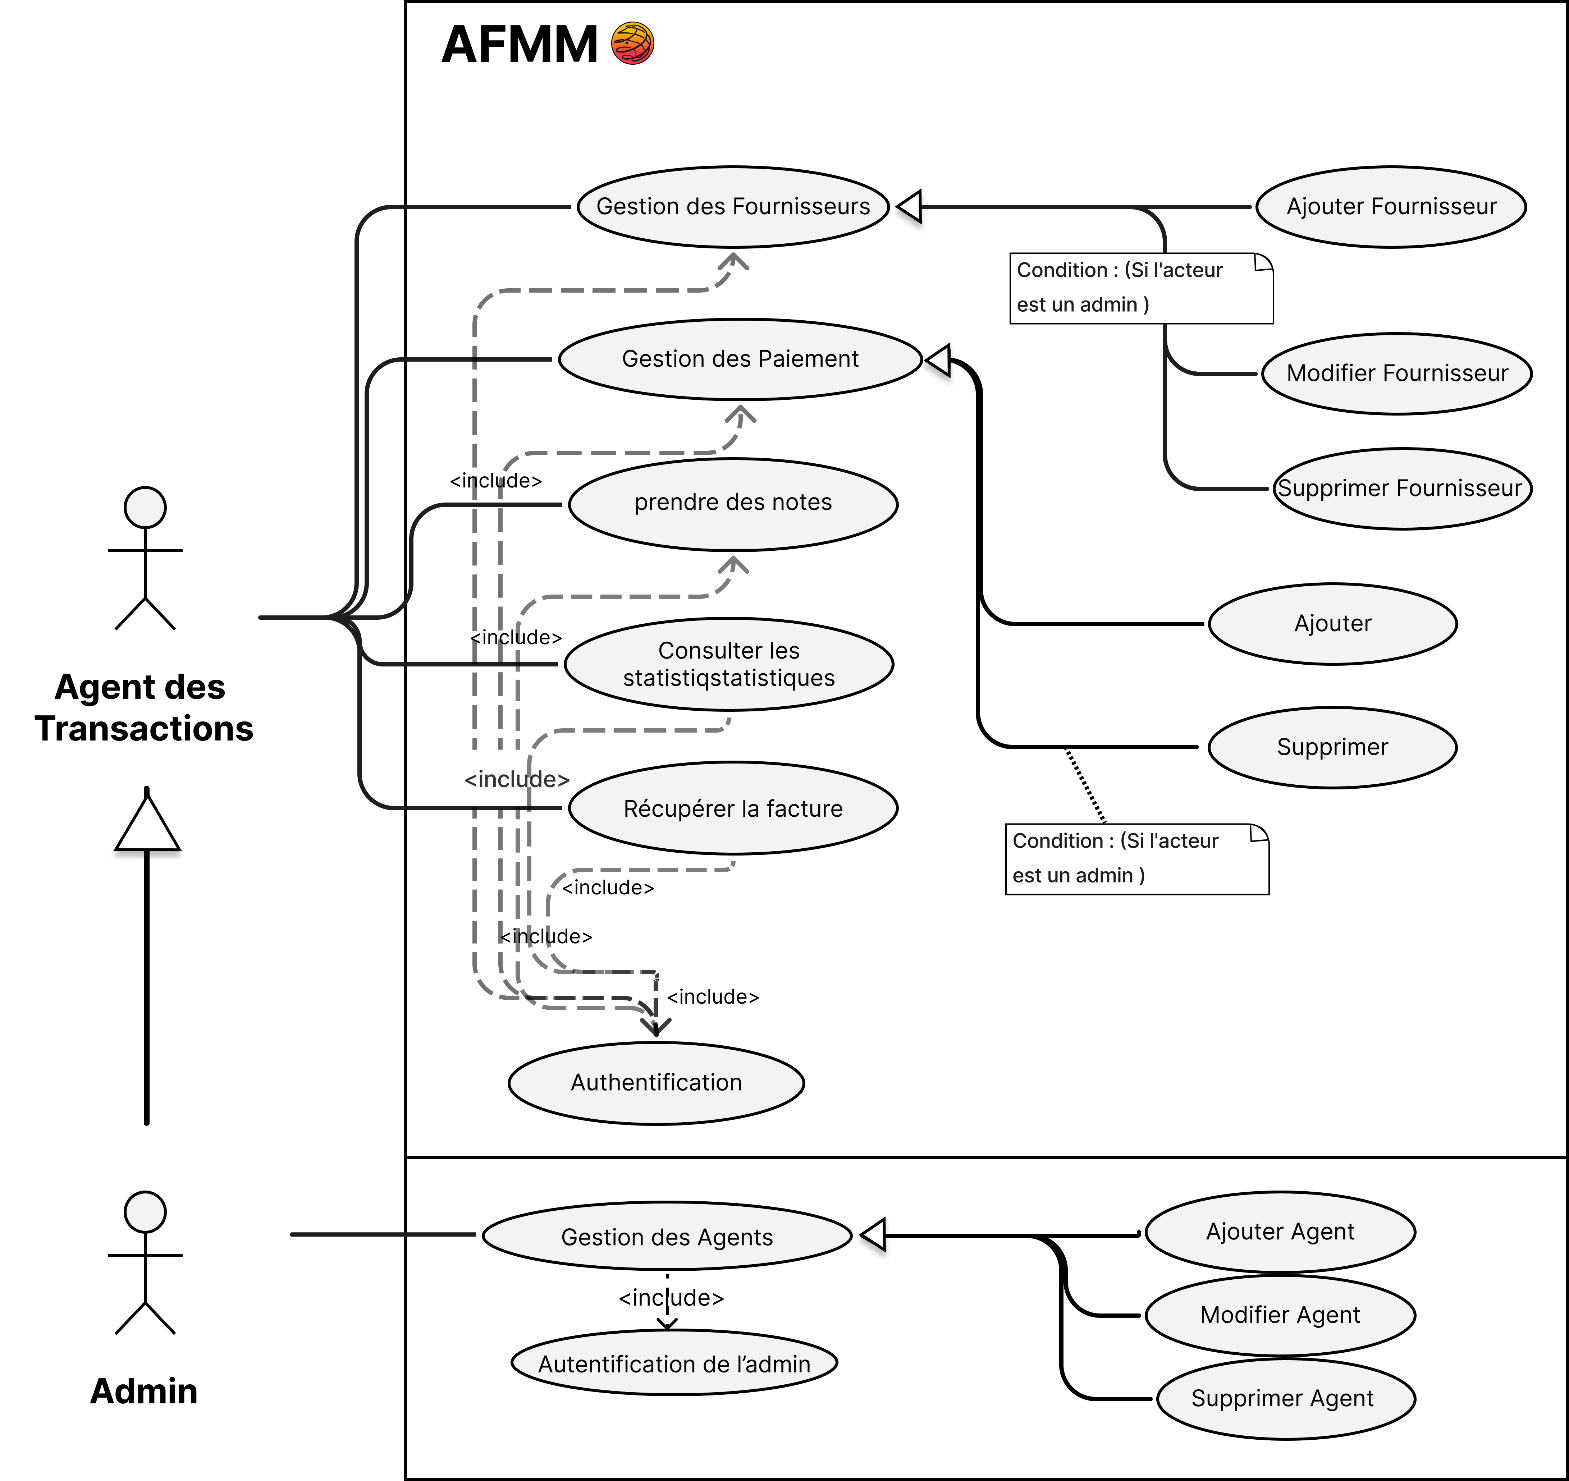 AFMM
Gestion des Fournisseurs
Ajouter Fournisseur
Condition : (Si l'acteur
est un admin )
Gestion des Paiement
Modifier Fournisseur
<include>
prendre des notes
Supprimer Fournisseur
Agent des
Transactions
<include>
Consulter les
statistiqstatistiques
Ajouter
Supprimer
<include>
Récupérer la facture
Condition : (Si l'acteur
est un admin )
<include>
<include>
<include>
Authentification
Admin
Gestion des Agents
Ajouter Agent
<include>
Modifier Agent
Autentification de l’admin
Supprimer Agent